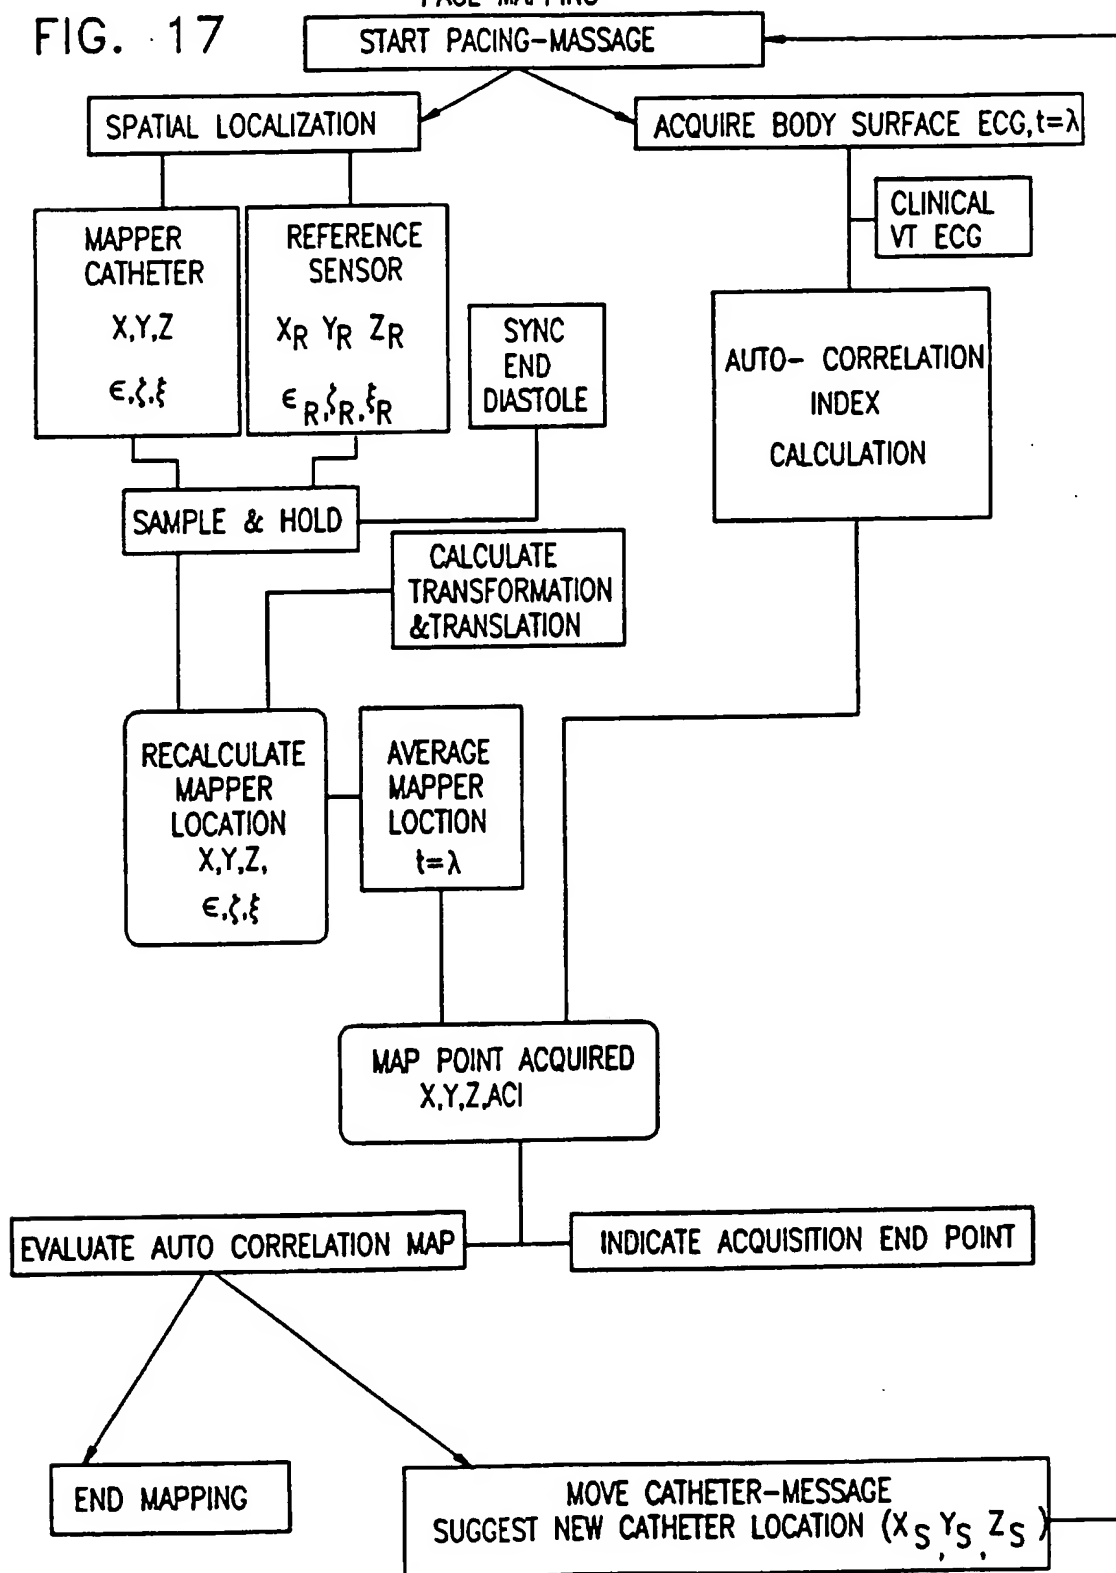 PACE MAPPING
FIG. 17
START PACING-MASSAGE
SPATIAL LOCALIZATION
ACQUIRE BODY SURFACE ECG,t=λ
CLINICAL
VT ECG
MAPPER
CATHETER
X,Y,Z
ϵ,ζ,ξ
REFERENCE
SENSOR
XR YR ZR
ϵR,ζR,ξR
SYNC
END
DIASTOLE
AUTO- CORRELATION
INDEX
CALCULATION
SAMPLE & HOLD
CALCULATE
TRANSFORMATION
&TRANSLATION
RECALCULATE
MAPPER
LOCATION
X,Y,Z,
ϵ,ζ,ξ
AVERAGE
MAPPER
LOCTION
t=λ
MAP POINT ACQUIRED
X,Y,Z,ACI
EVALUATE AUTO CORRELATION MAP
INDICATE ACQUISITION END POINT
END MAPPING
MOVE CATHETER-MESSAGE
SUGGEST NEW CATHETER LOCATION (XS,YS,ZS)